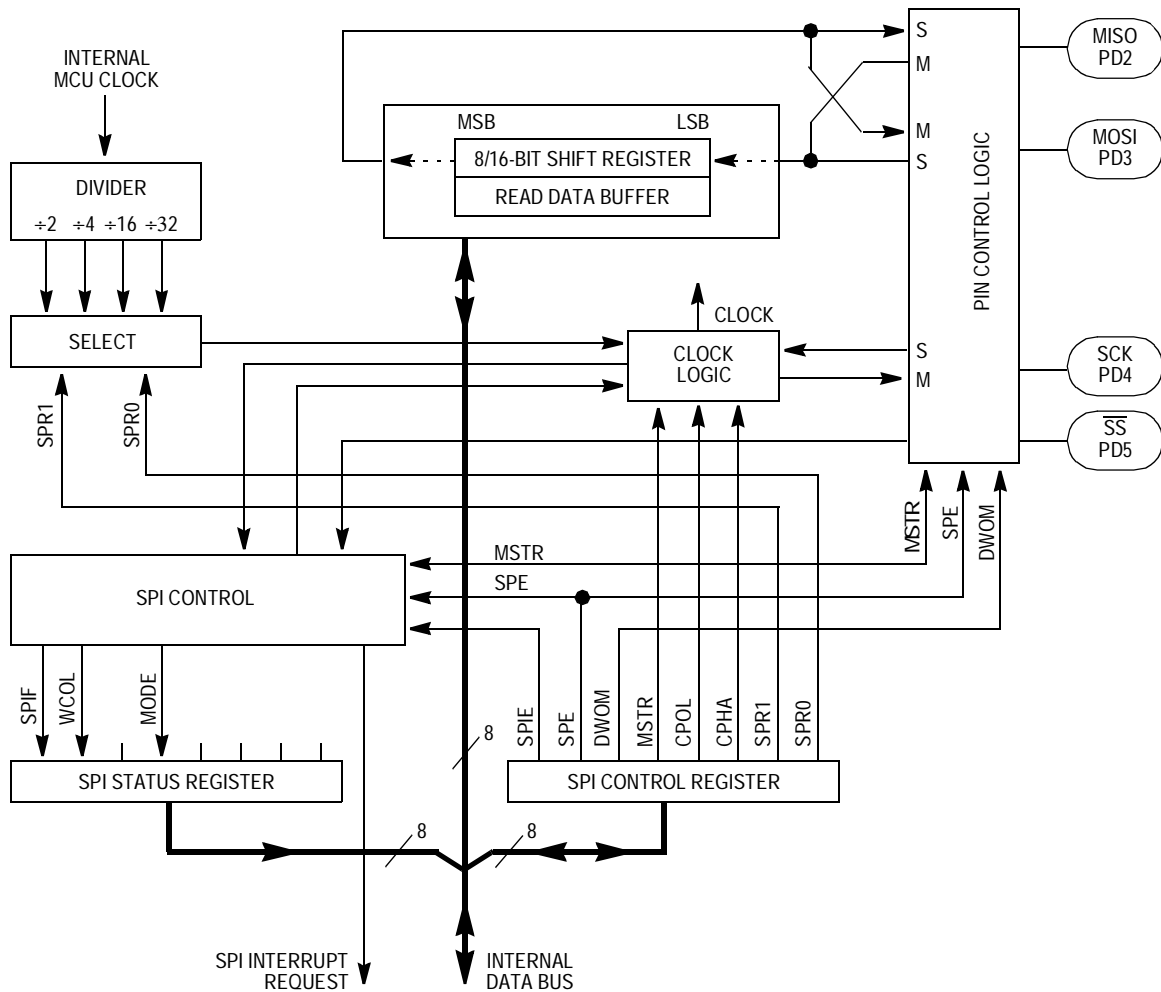 INTERNAL
MCU CLOCK
DIVIDER
÷2 ÷4 ÷16 ÷32
SELECT
SPR1
SPR0
MSB LSB
8/16-BIT SHIFT REGISTER
READ DATA BUFFER
S
M
M
S
PIN CONTROL LOGIC
MISO
PD2
MOSI
PD3
SCK
PD4
SS
PD5
CLOCK
CLOCK
LOGIC
S
M
MSTR
SPE
DWOM
MSTR
SPE
SPI CONTROL
SPIF
WCOL
MODE
SPI STATUS REGISTER
SPIE
SPE
DWOM
MSTR
CPOL
CPHA
SPR1
SPR0
SPI CONTROL REGISTER
8
8
8
SPI INTERRUPT
REQUEST
INTERNAL
DATA BUS